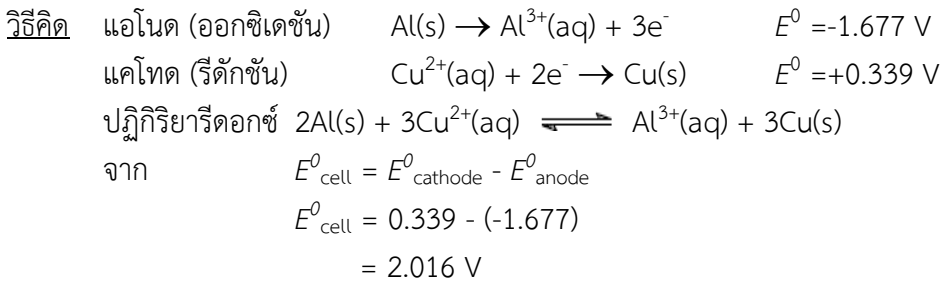 วิธีคิด แอโนด (ออกซิเดชัน) Al(s) → Al³⁺(aq) + 3e⁻ E⁰ =-1.677 V
แคโทด (รีดักชัน) Cu²⁺(aq) + 2e⁻ → Cu(s) E⁰ =+0.339 V
ปฏิกิริยารีดอกซ์ 2Al(s) + 3Cu²⁺(aq) ⇌ Al³⁺(aq) + 3Cu(s)
จาก E⁰cell = E⁰cathode - E⁰anode
E⁰cell = 0.339 - (-1.677)
= 2.016 V